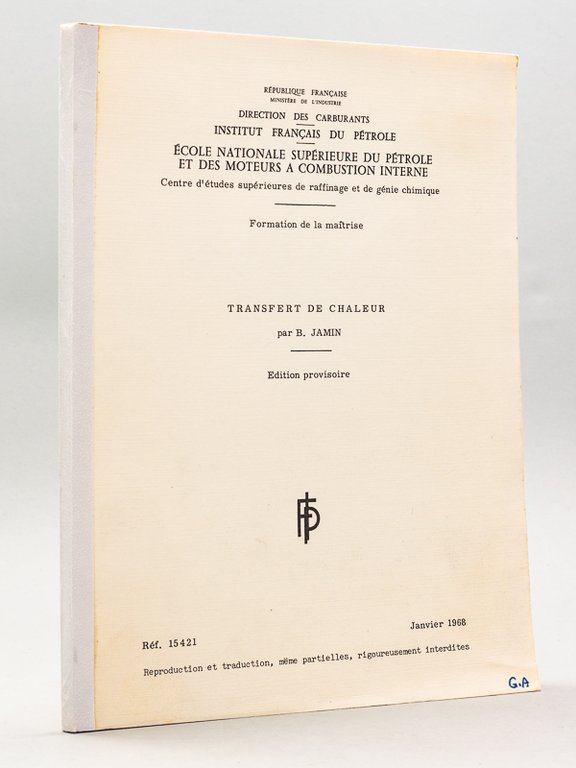 RÉPUBLIQUE FRANÇAISE
MINISTÈRE DE L'INDUSTRIE
DIRECTION DES CARBURANTS
INSTITUT FRANÇAIS DU PÉTROLE
ÉCOLE NATIONALE SUPÉRIEURE DU PÉTROLE
ET DES MOTEURS A COMBUSTION INTERNE
Centre d'études supérieures de raffinage et de génie chimique
Formation de la maîtrise
TRANSFERT DE CHALEUR
par B. JAMIN
Edition provisoire
IFP
Janvier 1968
Réf. 15421
Reproduction et traduction, même partielles, rigoureusement interdites
G.A